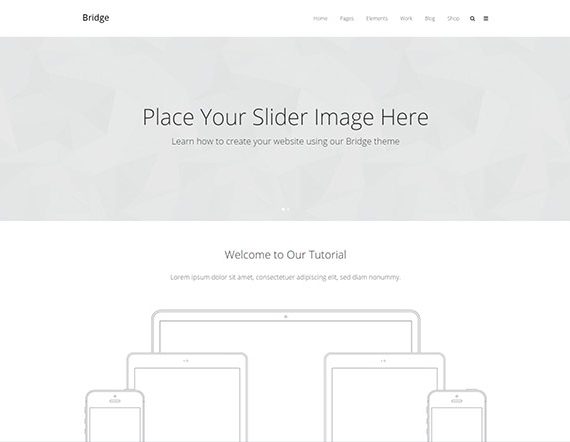 Bridge
Home Pages Elements Work Blog Shop
Place Your Slider Image Here
Learn how to create your website using our Bridge theme
Welcome to Our Tutorial
Lorem ipsum dolor sit amet, consectetuer adipiscing elit, sed diam nonummy.